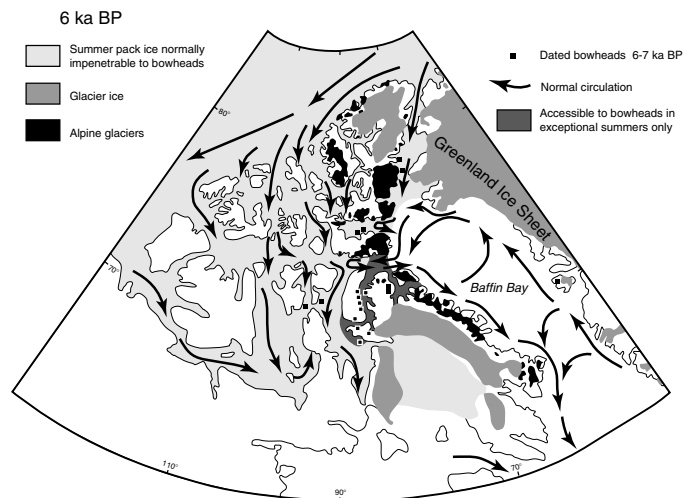 6 ka BP
Summer pack ice normally
impenetrable to bowheads
Glacier ice
Alpine glaciers
Dated bowheads 6-7 ka BP
Normal circulation
Accessible to bowheads in
exceptional summers only
80°
Greenland Ice Sheet
70°
Baffin Bay
110°
90°
70°